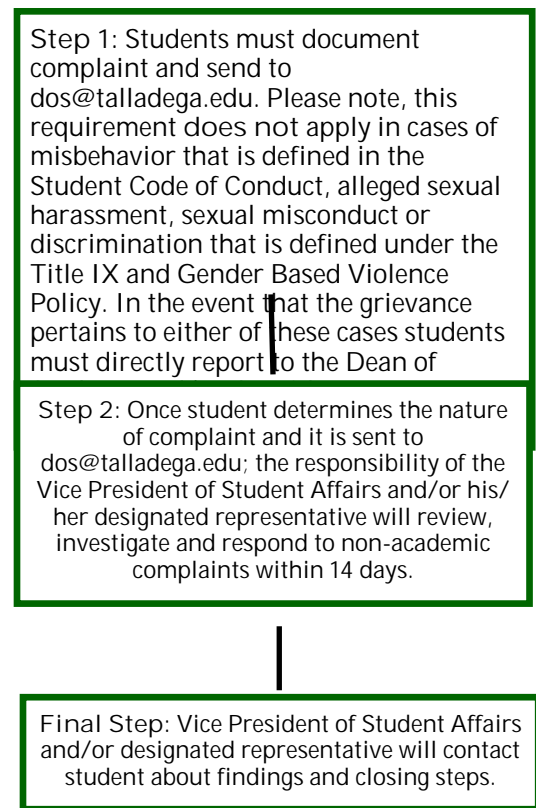 Step 1: Students must document
complaint and send to
dos@talladega.edu. Please note, this
requirement does not apply in cases of
misbehavior that is defined in the
Student Code of Conduct, alleged sexual
harassment, sexual misconduct or
discrimination that is defined under the
Title IX and Gender Based Violence
Policy. In the event that the grievance
pertains to either of these cases students
must directly report to the Dean of
Step 2: Once student determines the nature
of complaint and it is sent to
dos@talladega.edu; the responsibility of the
Vice President of Student Affairs and/or his/
her designated representative will review,
investigate and respond to non-academic
complaints within 14 days.
Final Step: Vice President of Student Affairs
and/or designated representative will contact
student about findings and closing steps.